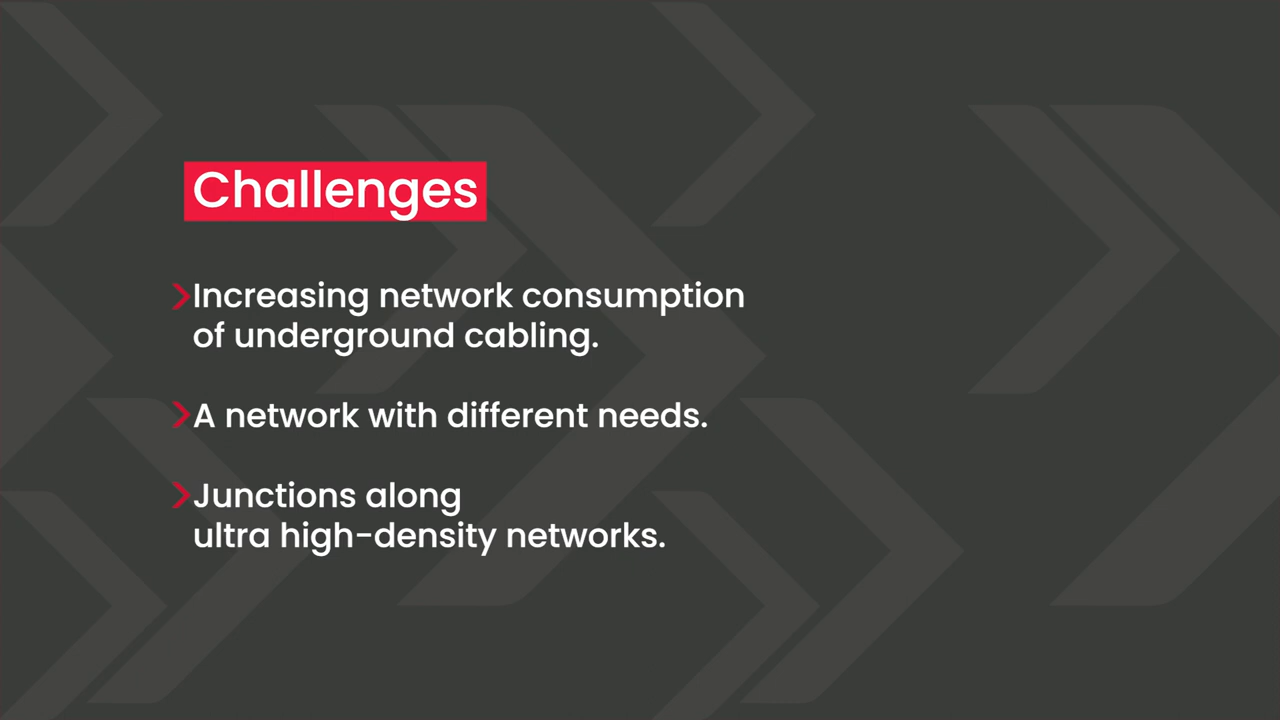 Challenges
Increasing network consumption
of underground cabling.
A network with different needs.
Junctions along
ultra high-density networks.